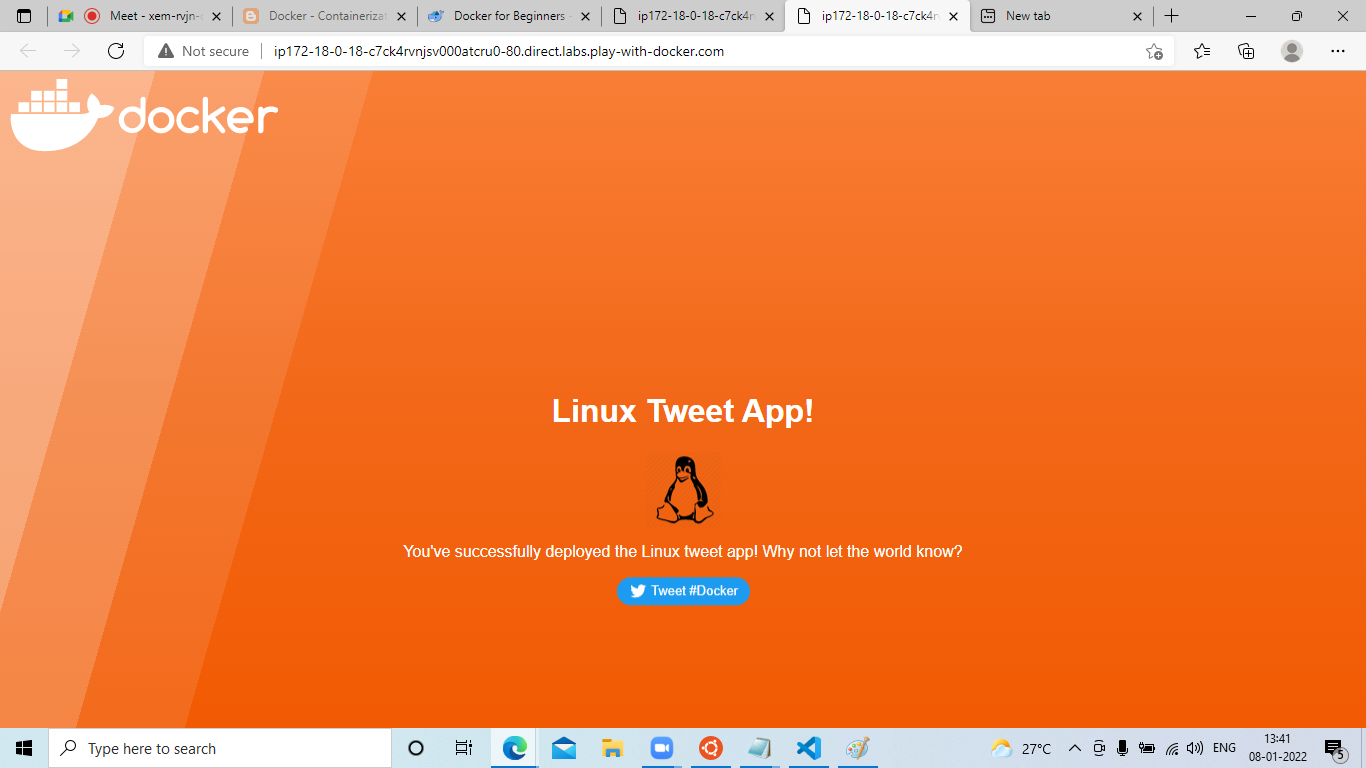 Meet - xem-rvjn-
Docker - Containerizat
Docker for Beginners -
ip172-18-0-18-c7ck4r
ip172-18-0-18-c7ck4r
New tab
Not secure
ip172-18-0-18-c7ck4rvnjsv000atcru0-80.direct.labs.play-with-docker.com
docker
Linux Tweet App!
You've successfully deployed the Linux tweet app! Why not let the world know?
Tweet #Docker
Type here to search
27°C
ENG
13:41
08-01-2022
5